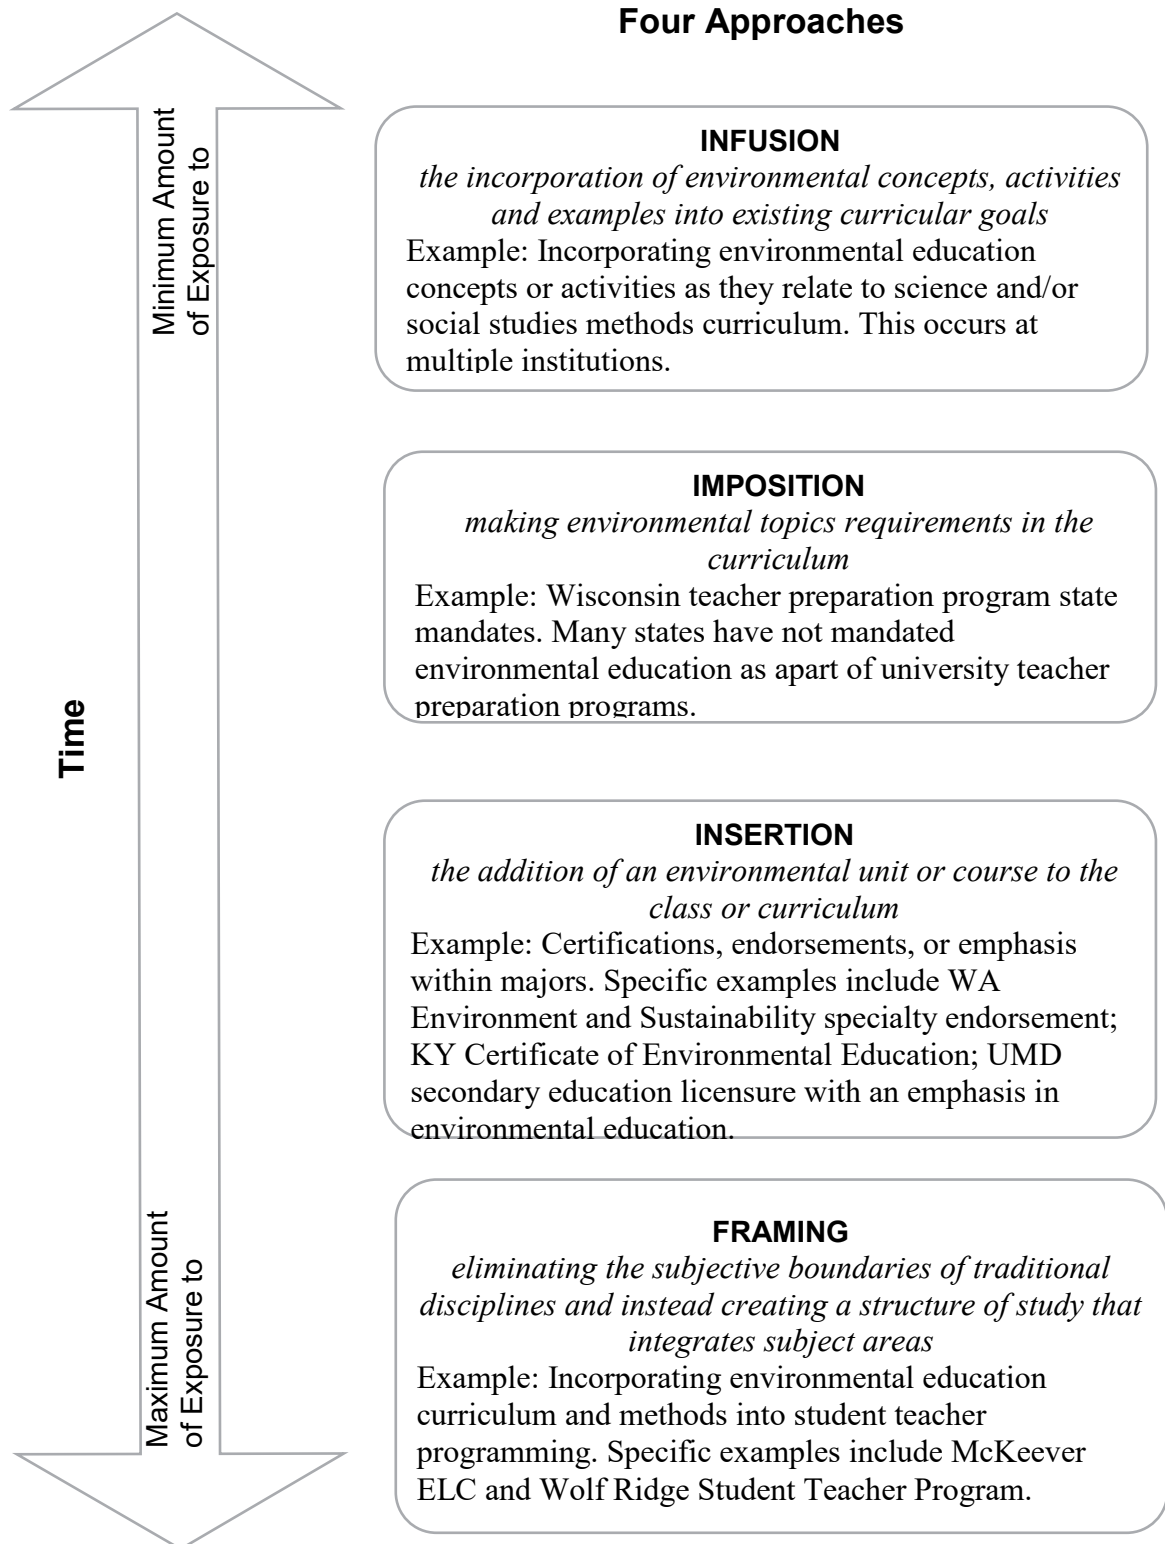 Four Approaches
Minimum Amount
of Exposure to
INFUSION
the incorporation of environmental concepts, activities
and examples into existing curricular goals
Example: Incorporating environmental education
concepts or activities as they relate to science and/or
social studies methods curriculum. This occurs at
multiple institutions.
IMPOSITION
making environmental topics requirements in the
curriculum
Example: Wisconsin teacher preparation program state
mandates. Many states have not mandated
environmental education as apart of university teacher
preparation programs.
Time
INSERTION
the addition of an environmental unit or course to the
class or curriculum
Example: Certifications, endorsements, or emphasis
within majors. Specific examples include WA
Environment and Sustainability specialty endorsement;
KY Certificate of Environmental Education; UMD
secondary education licensure with an emphasis in
environmental education.
Maximum Amount
of Exposure to
FRAMING
eliminating the subjective boundaries of traditional
disciplines and instead creating a structure of study that
integrates subject areas
Example: Incorporating environmental education
curriculum and methods into student teacher
programming. Specific examples include McKeever
ELC and Wolf Ridge Student Teacher Program.